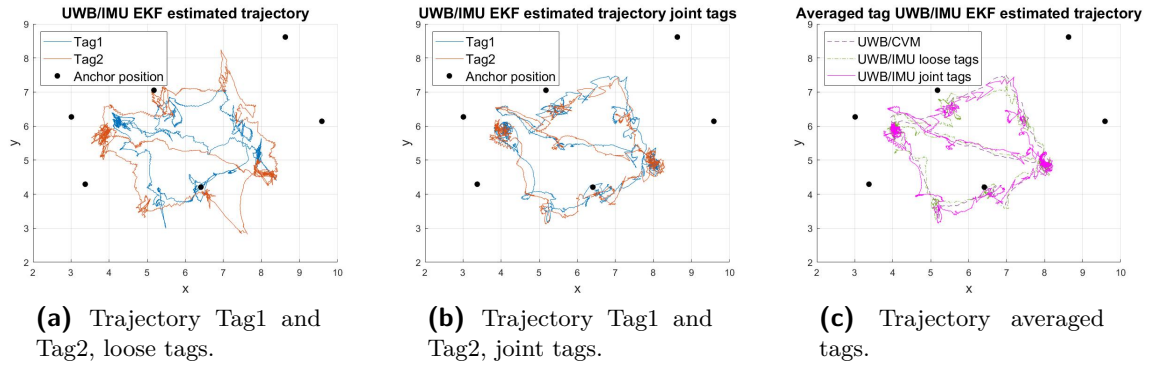 UWB/IMU EKF estimated trajectory
9
8
7
6
5
4
3
2
y
2 3 4 5 6 7 8 9 10
x
Tag1
Tag2
Anchor position
(a) Trajectory Tag1 and
Tag2, loose tags.
UWB/IMU EKF estimated trajectory joint tags
9
8
7
6
5
4
3
2
y
2 3 4 5 6 7 8 9 10
x
Tag1
Tag2
Anchor position
(b) Trajectory Tag1 and
Tag2, joint tags.
Averaged tag UWB/IMU EKF estimated trajectory
9
8
7
6
5
4
3
2
y
2 3 4 5 6 7 8 9 10
x
UWB/CVM
UWB/IMU loose tags
UWB/IMU joint tags
(c) Trajectory averaged
tags.